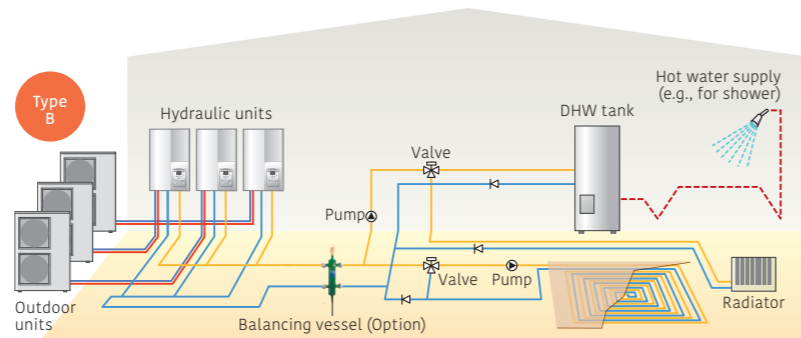 Type
B
Hydraulic units
Outdoor
units
Pump
Valve
DHW tank
Hot water supply
(e.g., for shower)
Balancing vessel (Option)
Valve
Pump
Radiator